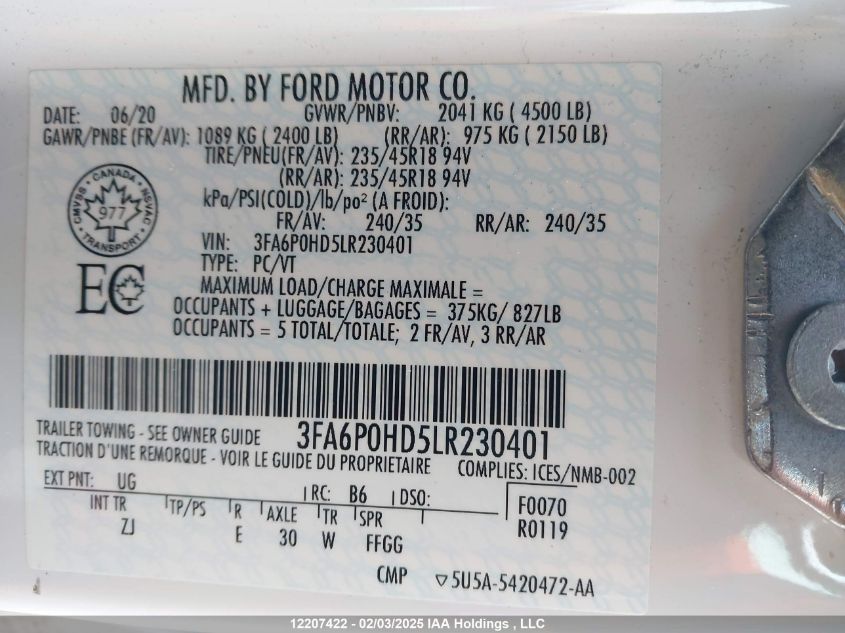 MFD. BY FORD MOTOR CO.
DATE: 06/20 GVWR/PNBV: 2041 KG ( 4500 LB)
GAWR/PNBE (FR/AV): 1089 KG ( 2400 LB) (RR/AR): 975 KG ( 2150 LB)
TIRE/PNEU(FR/AV): 235/45R18 94V
(RR/AR): 235/45R18 94V
kPa/PSI(COLD)/lb/po² (A FROID):
FR/AV: 240/35 RR/AR: 240/35
CANADA
CMVSS NSVAC
977
TRANSPORT
VIN: 3FA6P0HD5LR230401
TYPE: PC/VT
EC
MAXIMUM LOAD/CHARGE MAXIMALE =
OCCUPANTS + LUGGAGE/BAGAGES = 375KG/ 827LB
OCCUPANTS = 5 TOTAL/TOTALE; 2 FR/AV, 3 RR/AR
TRAILER TOWING - SEE OWNER GUIDE 3FA6P0HD5LR230401
TRACTION D'UNE REMORQUE - VOIR LE GUIDE DU PROPRIETAIRE COMPLIES: ICES/NMB-002
EXT PNT: UG RC: B6 DSO: F0070
INT TR TP/PS R AXLE TR SPR R0119
ZJ E 30 W FFGG
CMP ▽5U5A-5420472-AA
12207422 - 02/03/2025 IAA Holdings , LLC